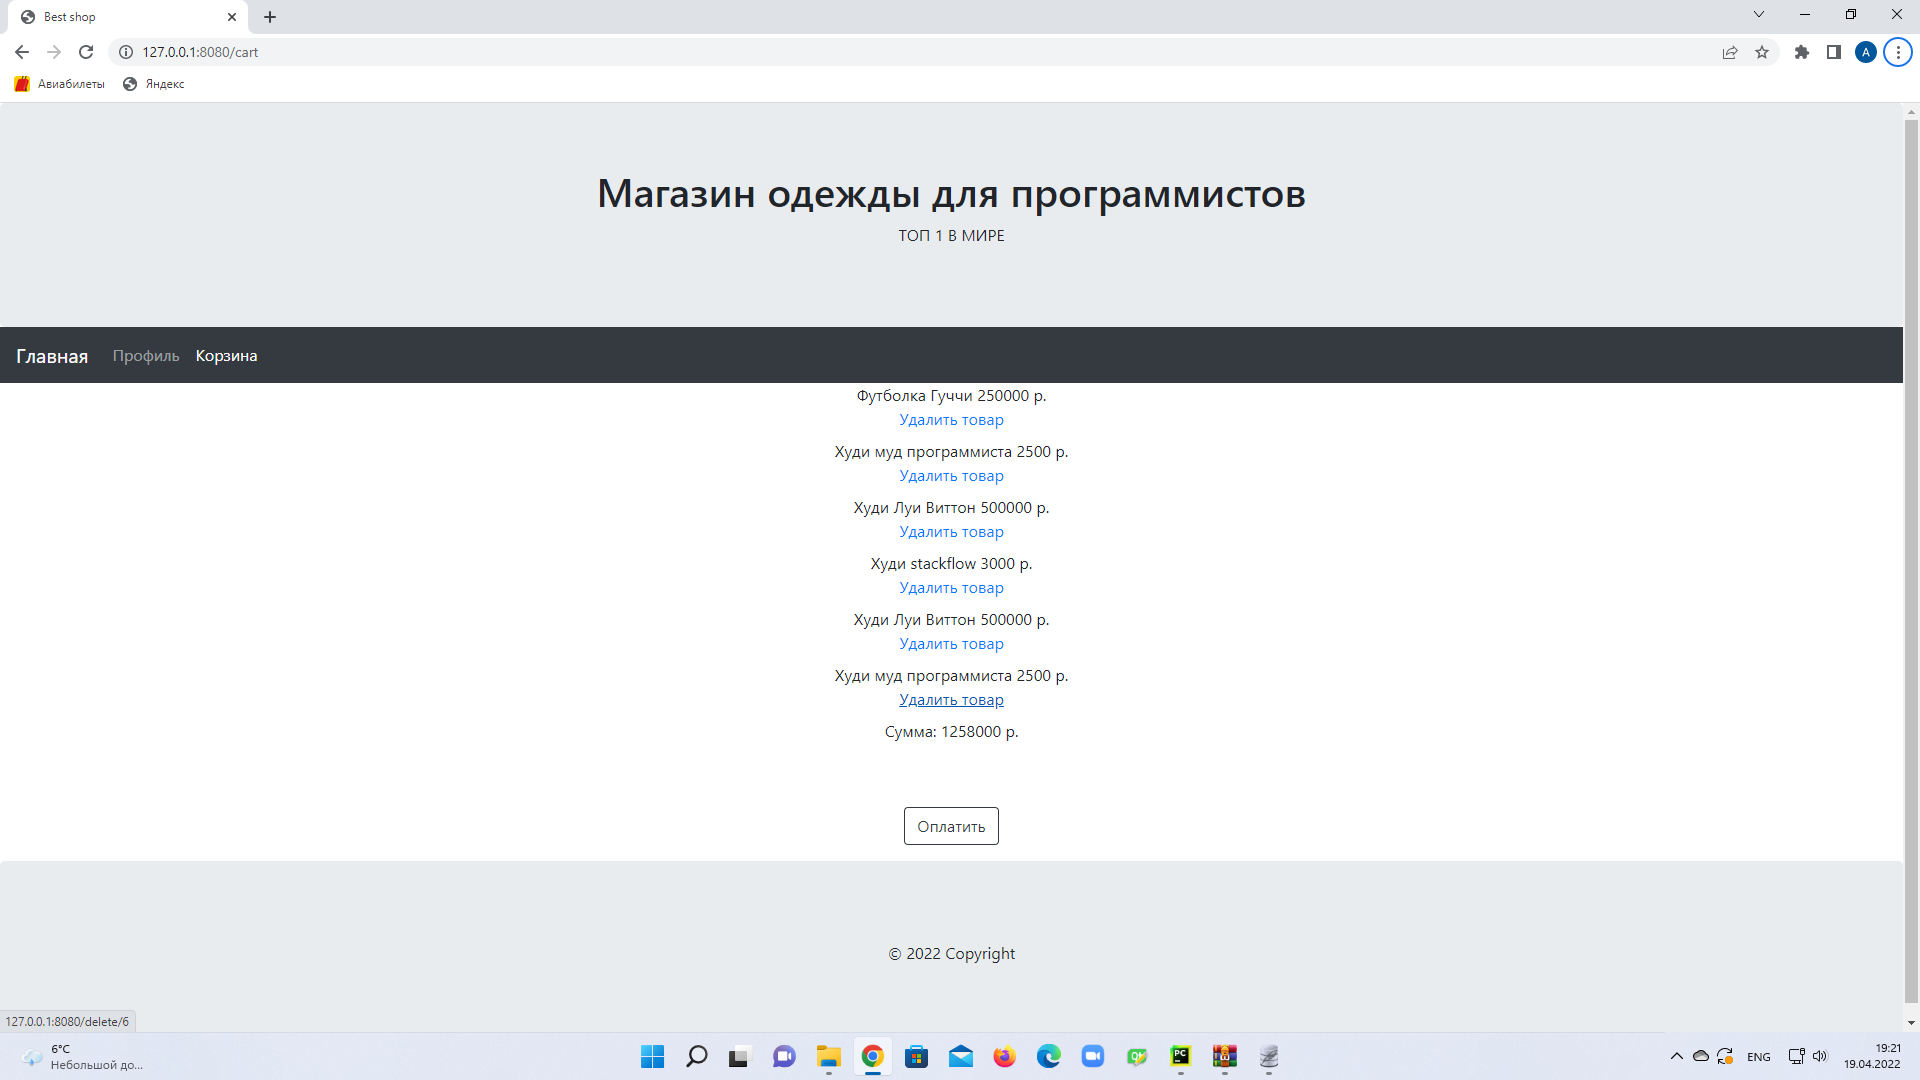 Best shop
127.0.0.1:8080/cart
A
Авиабилеты
Яндекс
Магазин одежды для программистов
ТОП 1 В МИРЕ
Главная Профиль Корзина
Футболка Гуччи 250000 р.
Удалить товар
Худи муд программиста 2500 р.
Удалить товар
Худи Луи Виттон 500000 р.
Удалить товар
Худи stackflow 3000 р.
Удалить товар
Худи Луи Виттон 500000 р.
Удалить товар
Худи муд программиста 2500 р.
Удалить товар
Сумма: 1258000 р.
Оплатить
© 2022 Copyright
127.0.0.1:8080/delete/6
6°C
Небольшой до...
PC
ENG
19:21
19.04.2022